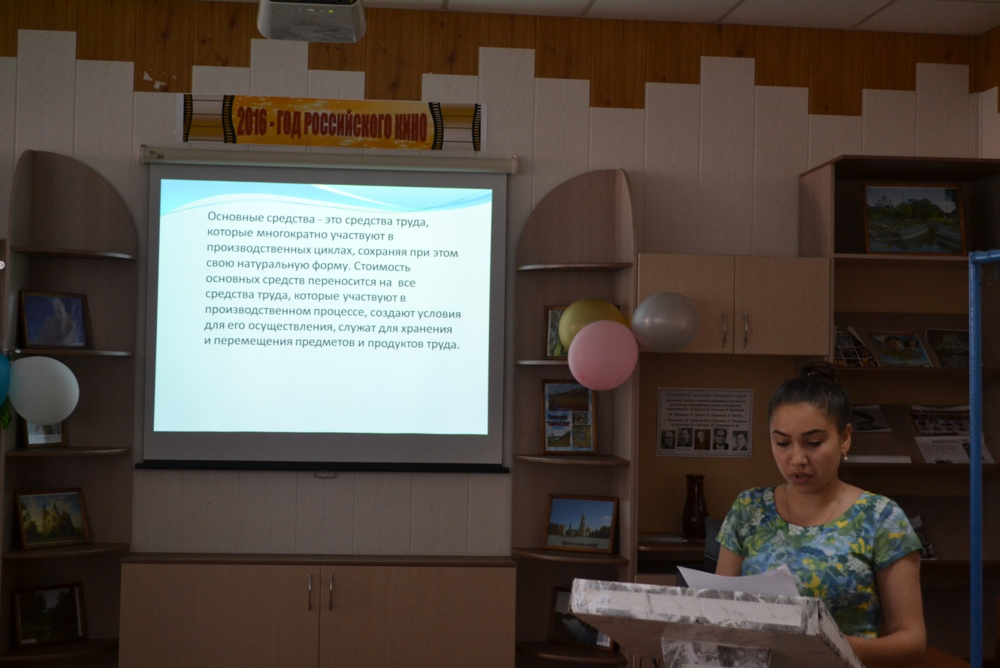 2016 - ГОД РОССИЙСКОГО КИНО
Основные средства - это средства труда,
которые многократно участвуют в
производственных циклах, сохраняя при этом
свою натуральную форму. Стоимость
основных средств переносится на все
средства труда, которые участвуют в
производственном процессе, создают условия
для его осуществления, служат для хранения
и перемещения предметов и продуктов труда.